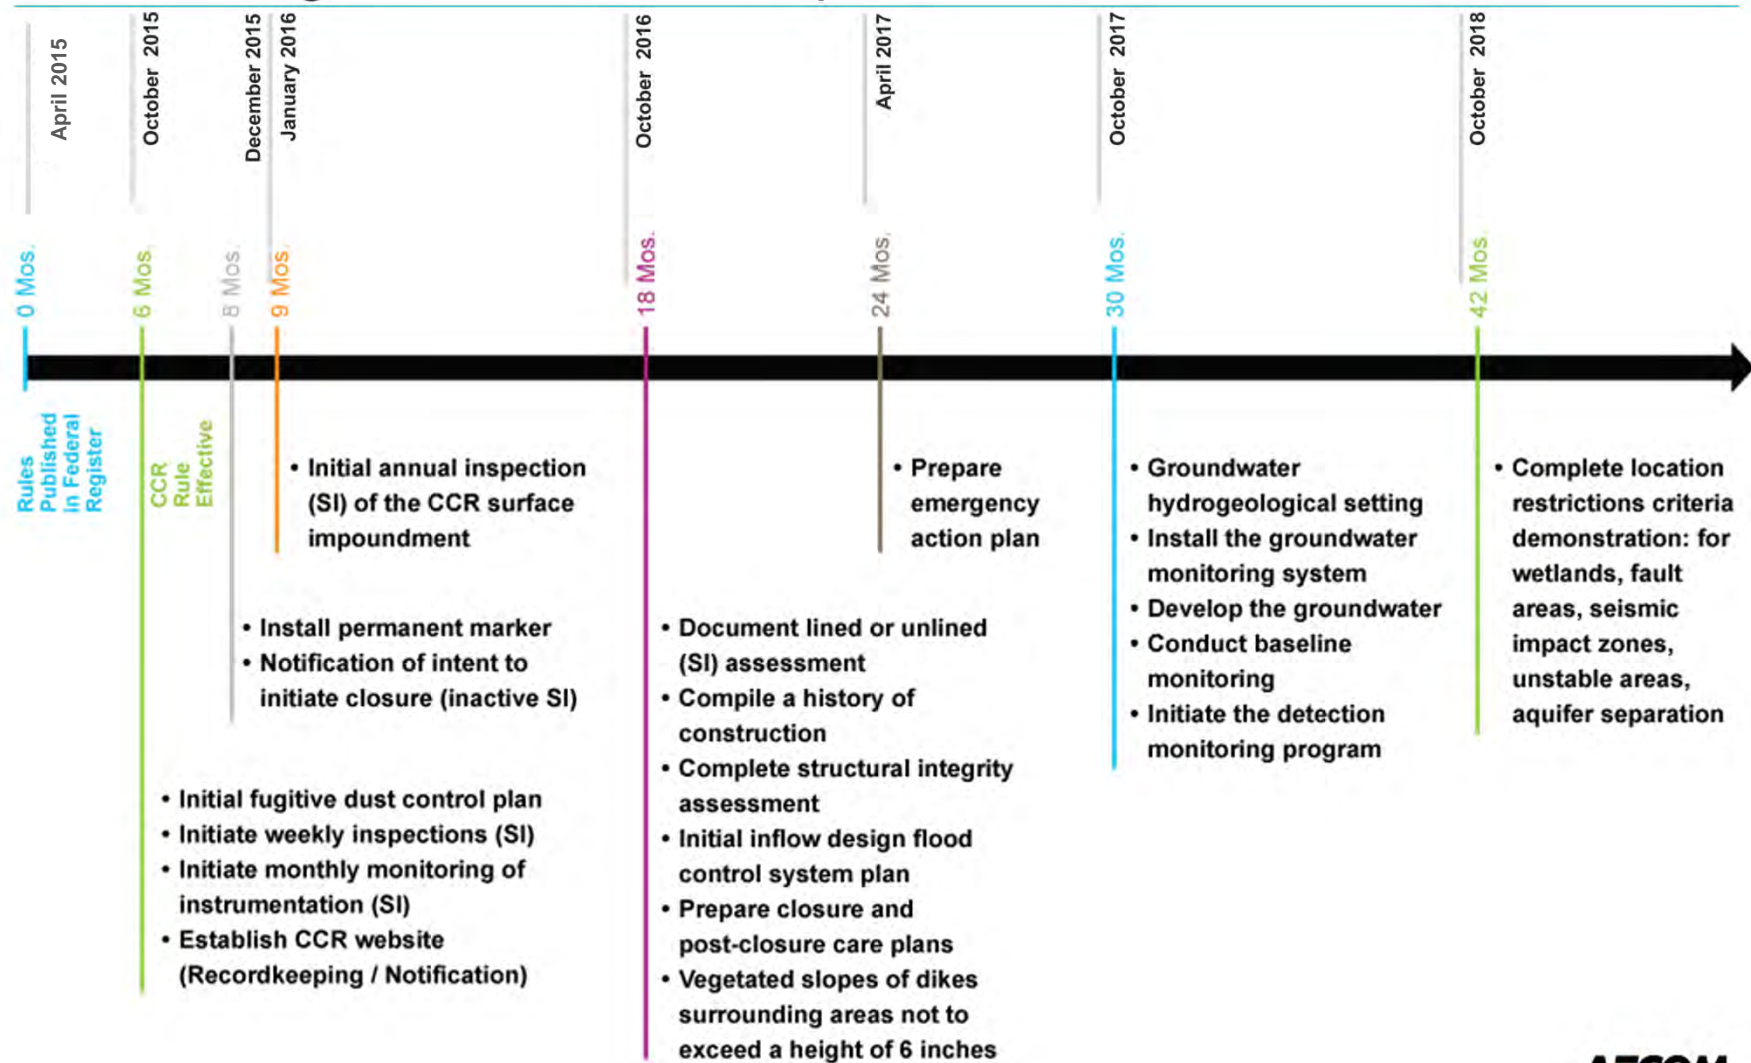 April 2015
October 2015
December 2015
January 2016
October 2016
April 2017
October 2017
October 2018
0 Mos.
6 Mos.
8 Mos.
9 Mos.
18 Mos.
24 Mos.
30 Mos.
42 Mos.
Rules
Published
in Federal
Register
CCR
Rule
Effective
• Initial annual inspection
(SI) of the CCR surface
impoundment
• Install permanent marker
• Notification of intent to
initiate closure (inactive SI)
• Initial fugitive dust control plan
• Initiate weekly inspections (SI)
• Initiate monthly monitoring of
instrumentation (SI)
• Establish CCR website
(Recordkeeping / Notification)
• Document lined or unlined
(SI) assessment
• Compile a history of
construction
• Complete structural integrity
assessment
• Initial inflow design flood
control system plan
• Prepare closure and
post-closure care plans
• Vegetated slopes of dikes
surrounding areas not to
exceed a height of 6 inches
• Prepare
emergency
action plan
• Groundwater
hydrogeological setting
• Install the groundwater
monitoring system
• Develop the groundwater
• Conduct baseline
monitoring
• Initiate the detection
monitoring program
• Complete location
restrictions criteria
demonstration: for
wetlands, fault
areas, seismic
impact zones,
unstable areas,
aquifer separation